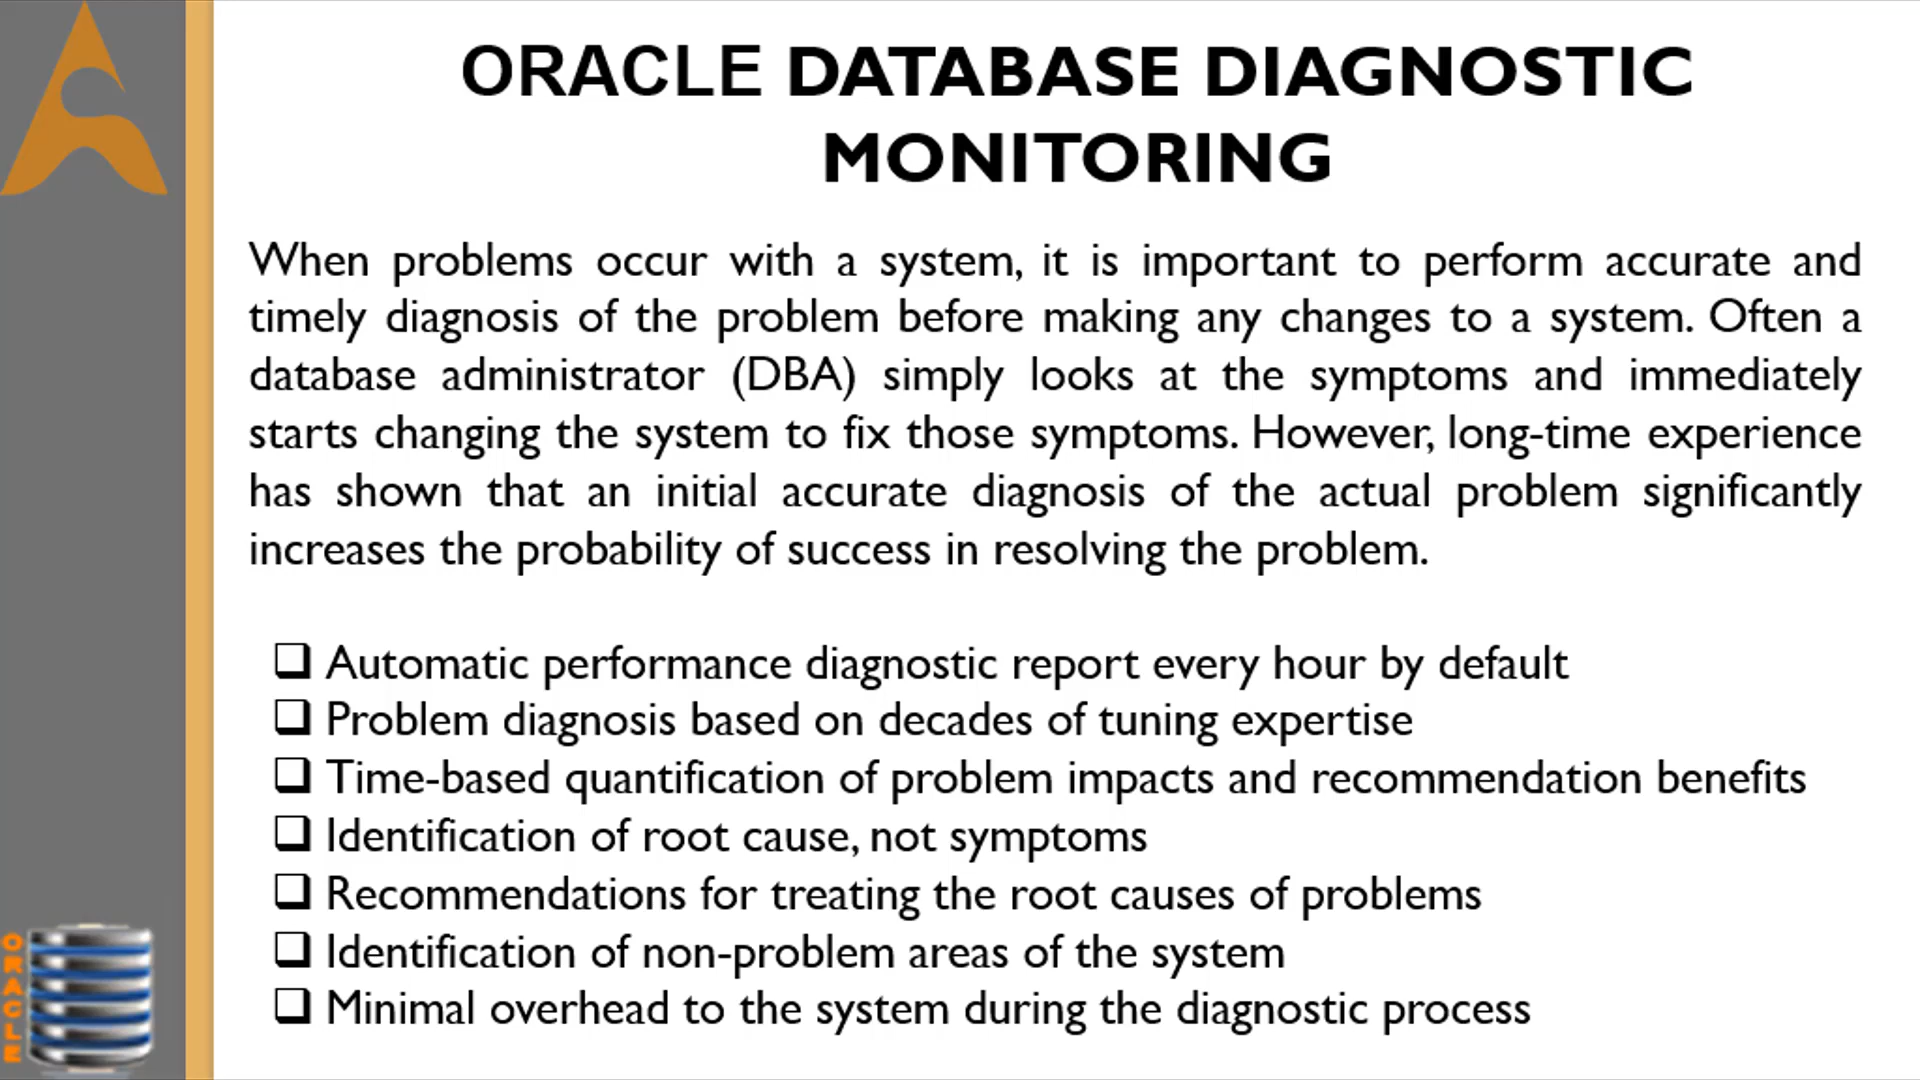 ORACLE DATABASE DIAGNOSTIC
MONITORING
When problems occur with a system, it is important to perform accurate and
timely diagnosis of the problem before making any changes to a system. Often a
database administrator (DBA) simply looks at the symptoms and immediately
starts changing the system to fix those symptoms. However, long-time experience
has shown that an initial accurate diagnosis of the actual problem significantly
increases the probability of success in resolving the problem.
❑ Automatic performance diagnostic report every hour by default
❑ Problem diagnosis based on decades of tuning expertise
❑ Time-based quantification of problem impacts and recommendation benefits
❑ Identification of root cause, not symptoms
❑ Recommendations for treating the root causes of problems
❑ Identification of non-problem areas of the system
❑ Minimal overhead to the system during the diagnostic process
ORACLE